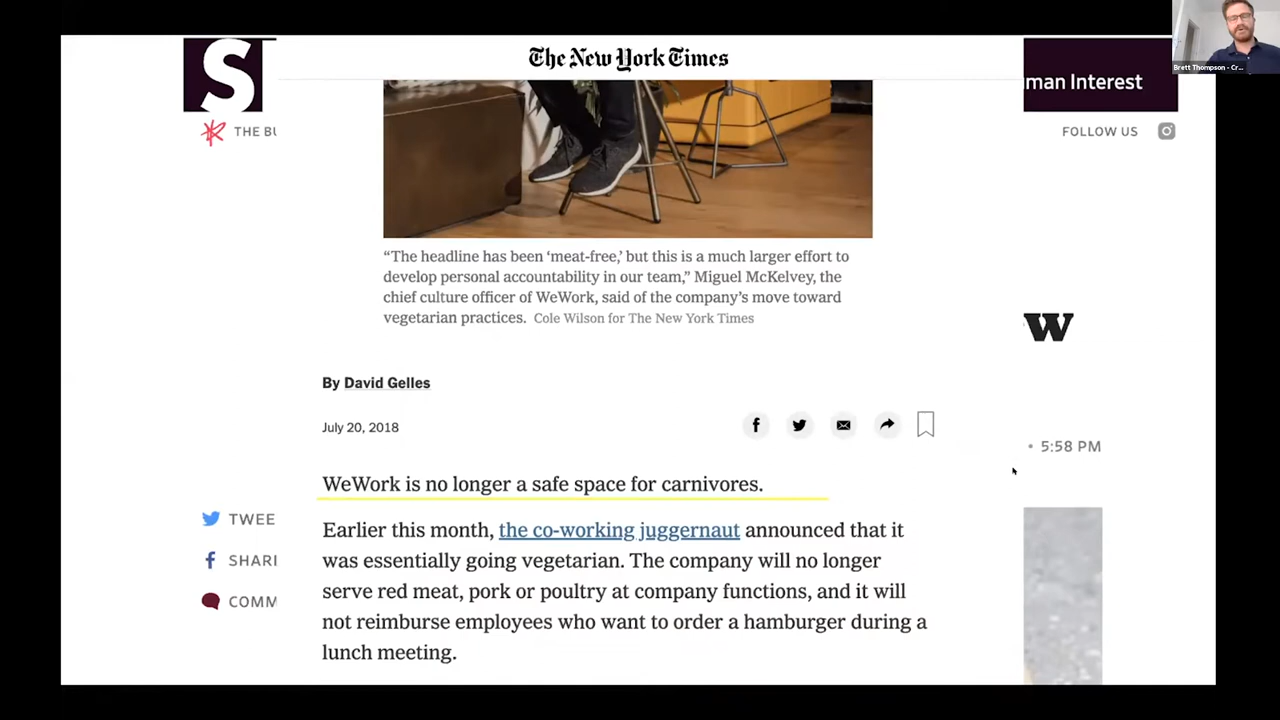 The New York Times
Brett Thompson - Cr...
S
man Interest
THE BU
FOLLOW US
“The headline has been ‘meat-free,’ but this is a much larger effort to
develop personal accountability in our team,” Miguel McKelvey, the
chief culture officer of WeWork, said of the company’s move toward
vegetarian practices. Cole Wilson for The New York Times
w
By David Gelles
July 20, 2018
• 5:58 PM
WeWork is no longer a safe space for carnivores.
TWEE
Earlier this month, the co-working juggernaut announced that it
was essentially going vegetarian. The company will no longer
SHARI
serve red meat, pork or poultry at company functions, and it will
COMM
not reimburse employees who want to order a hamburger during a
lunch meeting.